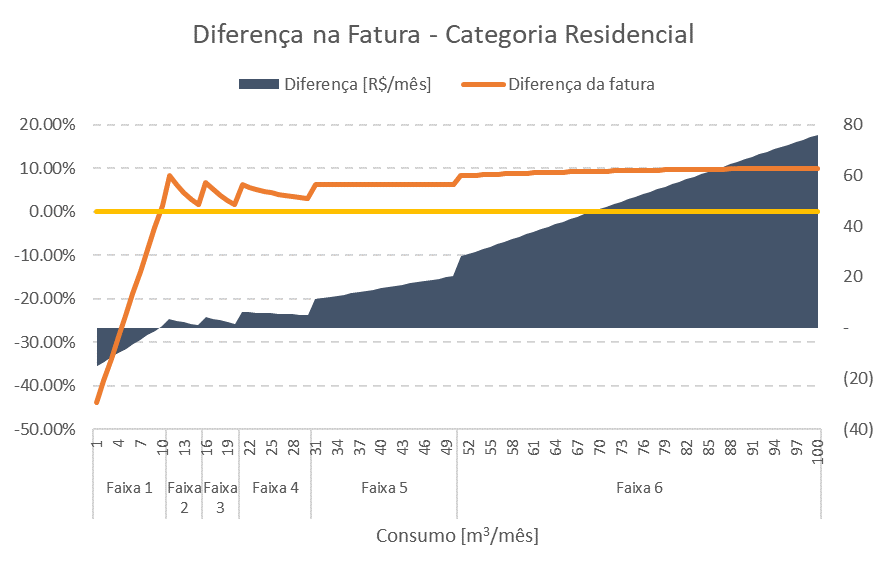 Diferença na Fatura - Categoria Residencial
Diferença [R$/mês] Diferença da fatura
20.00% 80
10.00% 60
0.00% 40
-10.00% 20
-20.00% -
-30.00% (20)
-40.00% (40)
-50.00%
1 4 7 10 13 16 19 22 25 28 31 34 37 40 43 46 49 52 55 58 61 64 67 70 73 76 79 82 85 88 91 94 97 100
Faixa 1 Faixa 2 Faixa 3 Faixa 4 Faixa 5 Faixa 6
Consumo [m³/mês]